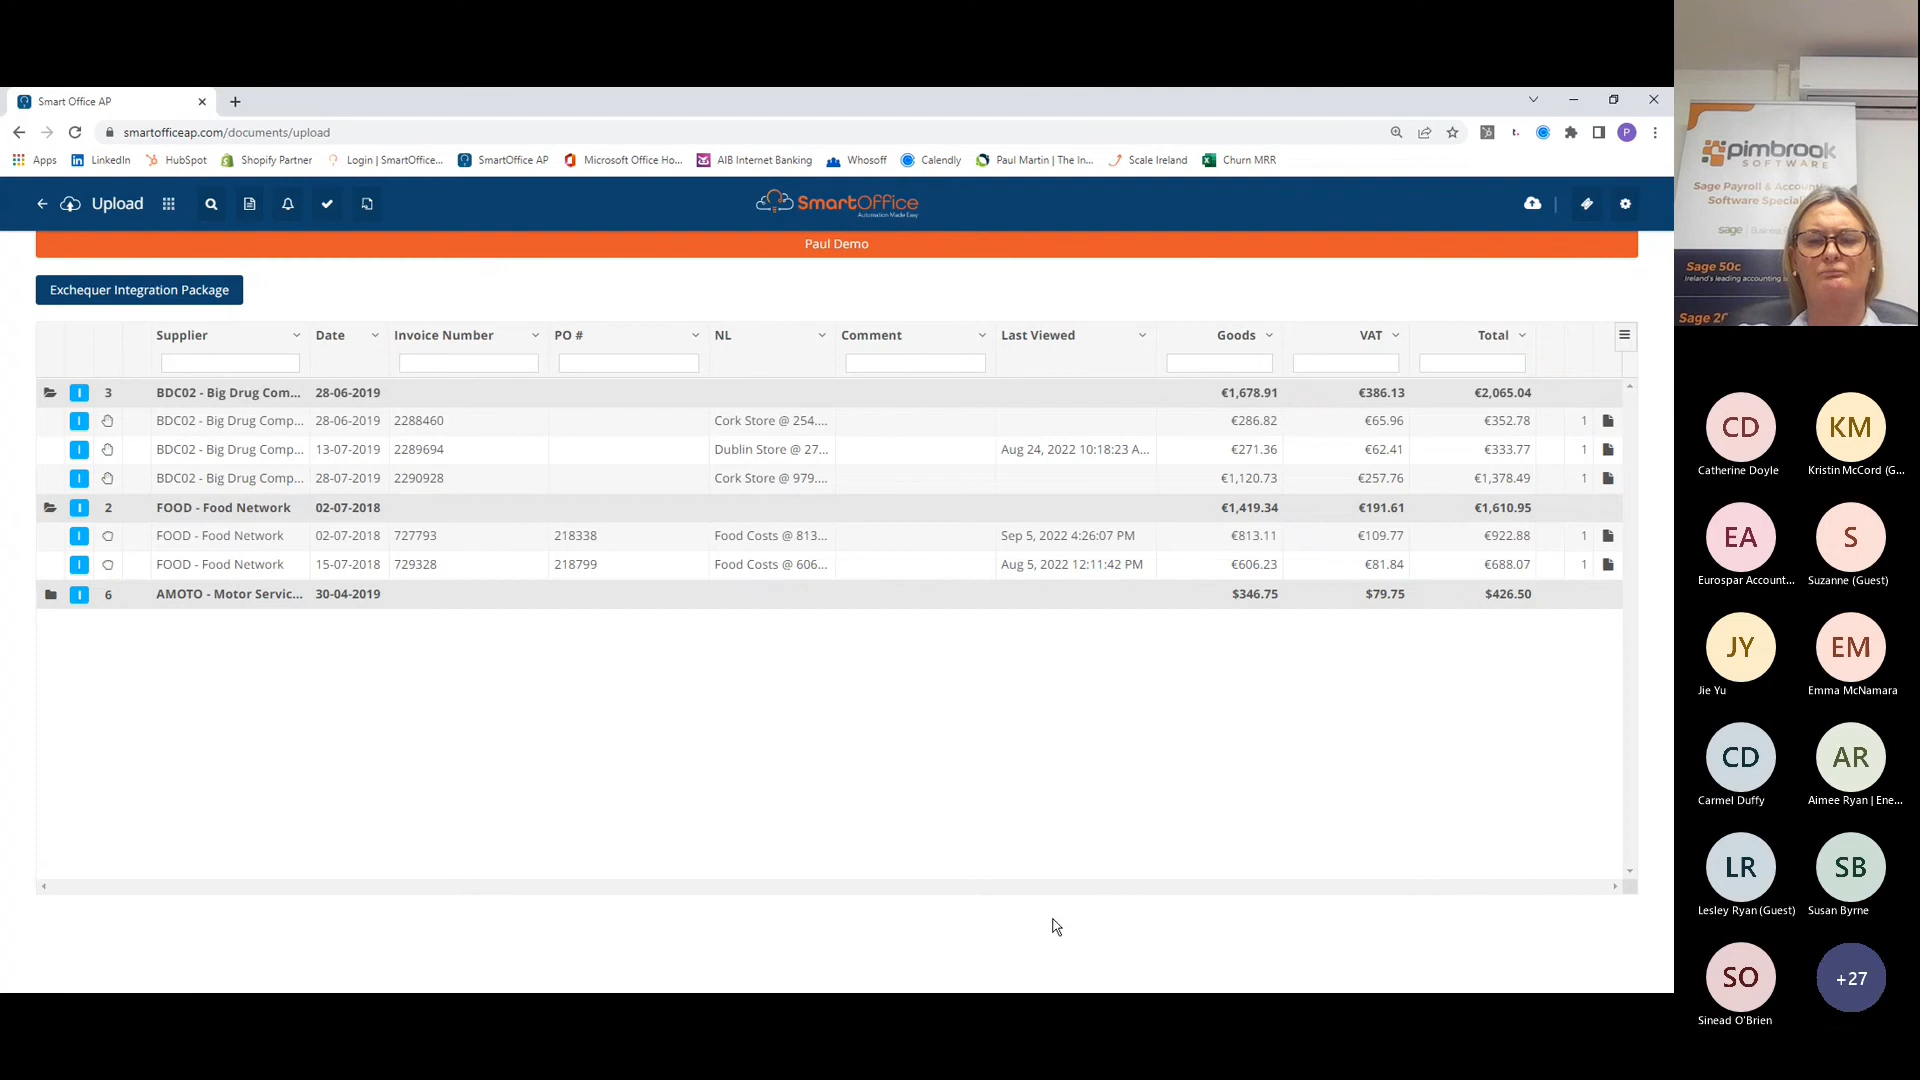 Smart Office AP
smartofficeap.com/documents/upload
P
Apps LinkedIn HubSpot Shopify Partner Login | SmartOffice... SmartOffice AP Microsoft Office Ho... AIB Internet Banking Whosoff Calendly Paul Martin | The In... Scale Ireland Churn MRR
Upload
SmartOffice
Automation Made Easy
Paul Demo
Exchequer Integration Package
Supplier Date Invoice Number PO # NL Comment Last Viewed Goods VAT Total
I 3 BDC02 - Big Drug Com... 28-06-2019 €1,678.91 €386.13 €2,065.04
I BDC02 - Big Drug Comp... 28-06-2019 2288460 Cork Store @ 254.... €286.82 €65.96 €352.78 1
I BDC02 - Big Drug Comp... 13-07-2019 2289694 Dublin Store @ 27... Aug 24, 2022 10:18:23 A... €271.36 €62.41 €333.77 1
I BDC02 - Big Drug Comp... 28-07-2019 2290928 Cork Store @ 979.... €1,120.73 €257.76 €1,378.49 1
I 2 FOOD - Food Network 02-07-2018 €1,419.34 €191.61 €1,610.95
I FOOD - Food Network 02-07-2018 727793 218338 Food Costs @ 813... Sep 5, 2022 4:26:07 PM €813.11 €109.77 €922.88 1
I FOOD - Food Network 15-07-2018 729328 218799 Food Costs @ 606... Aug 5, 2022 12:11:42 PM €606.23 €81.84 €688.07 1
I 6 AMOTO - Motor Servic... 30-04-2019 $346.75 $79.75 $426.50
pimbrook
SOFTWARE
Sage Payroll & Account
Software Special
sage
Sage 50c
Ireland's leading accounting
CD KM
Catherine Doyle Kristin McCord (G...
EA S
Eurospar Account... Suzanne (Guest)
JY EM
Jie Yu Emma McNamara
CD AR
Carmel Duffy Aimee Ryan | Ene...
LR SB
Lesley Ryan (Guest) Susan Byrne
SO +27
Sinead O'Brien